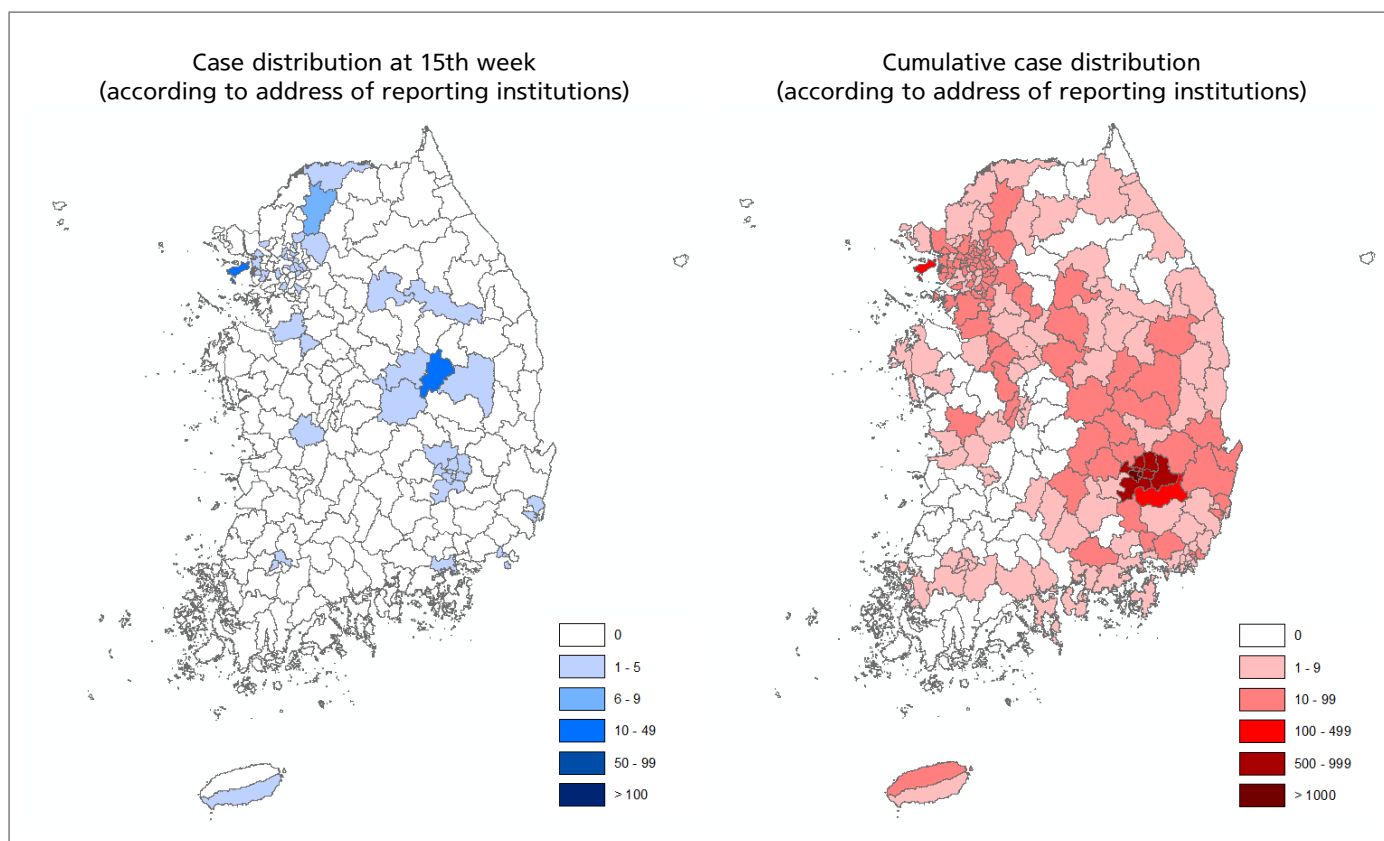 Case distribution at 15th week
(according to address of reporting institutions)
0
1 - 5
6 - 9
10 - 49
50 - 99
> 100
Cumulative case distribution
(according to address of reporting institutions)
0
1 - 9
10 - 99
100 - 499
500 - 999
> 1000